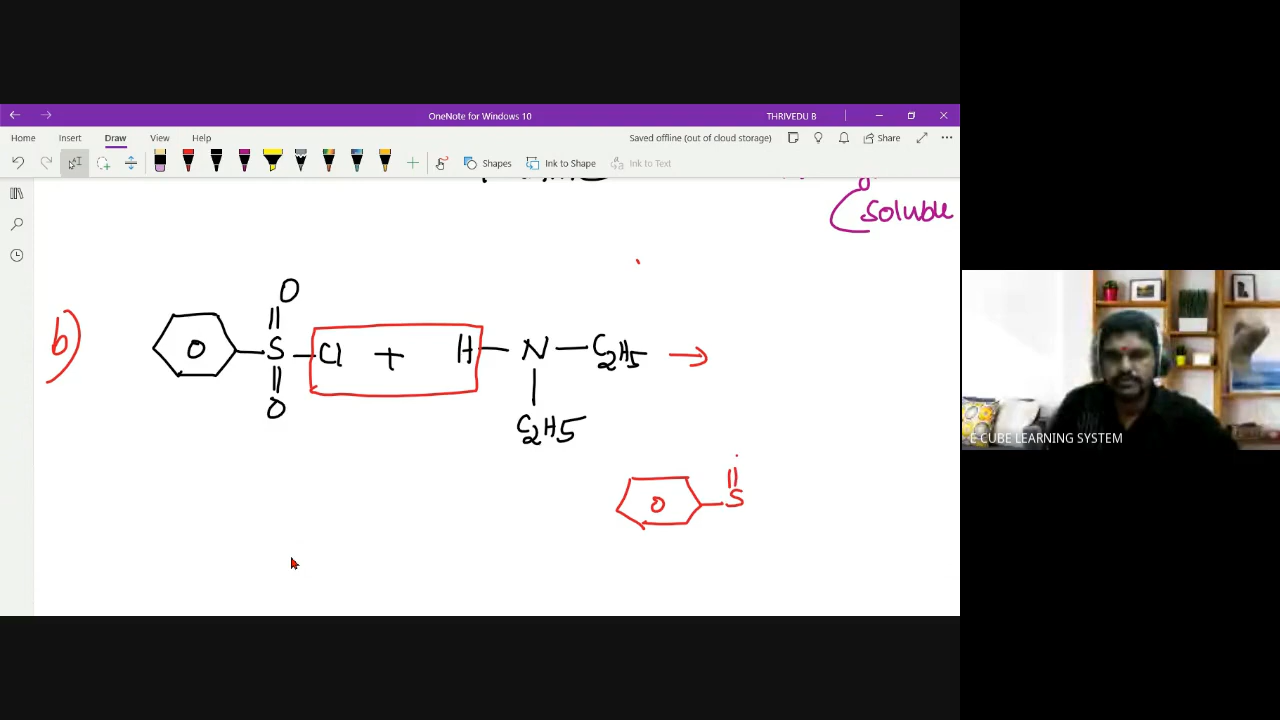 OneNote for Windows 10
THRIVEDU B
Home Insert Draw View Help
Saved offline (out of cloud storage)
Share
Shapes
Ink to Shape
Ink to Text
soluble
b)
O
S
Cl + H N C2H5
O
C2H5
S
E CUBE LEARNING SYSTEM